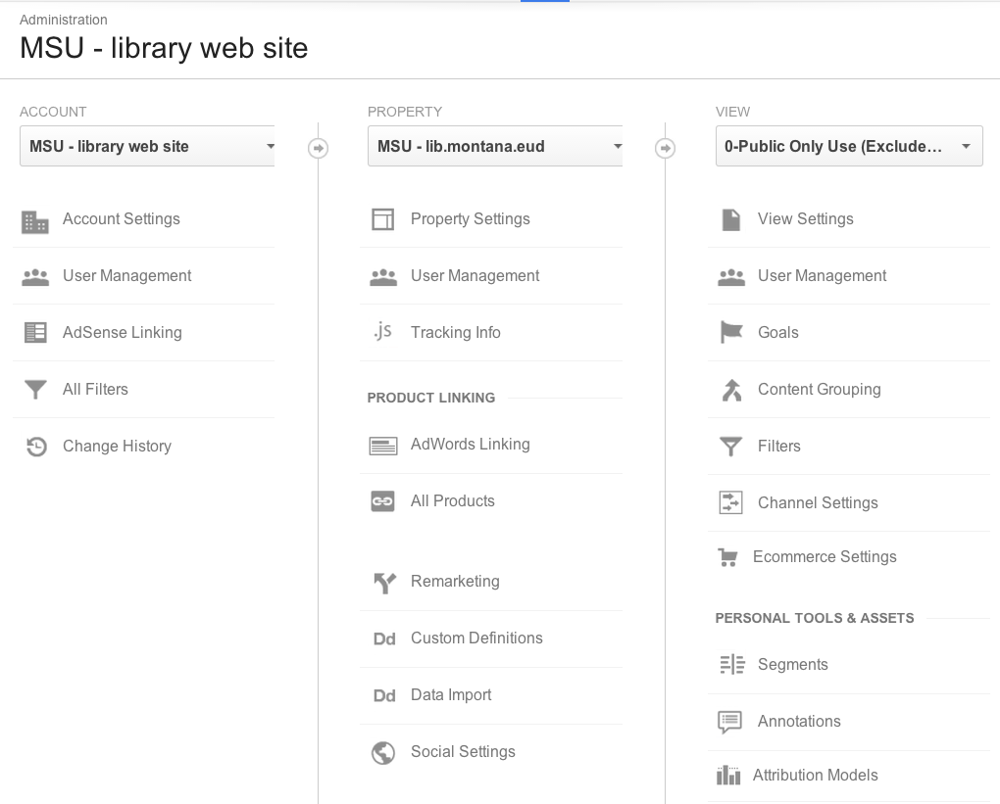 Administration
MSU - library web site
ACCOUNT
MSU - library web site
Account Settings
User Management
AdSense Linking
All Filters
Change History
PROPERTY
MSU - lib.montana.eud
Property Settings
User Management
.js Tracking Info
PRODUCT LINKING
AdWords Linking
All Products
Remarketing
Dd Custom Definitions
Dd Data Import
Social Settings
VIEW
0-Public Only Use (Exclude…
View Settings
User Management
Goals
Content Grouping
Filters
Channel Settings
Ecommerce Settings
PERSONAL TOOLS & ASSETS
Segments
Annotations
Attribution Models